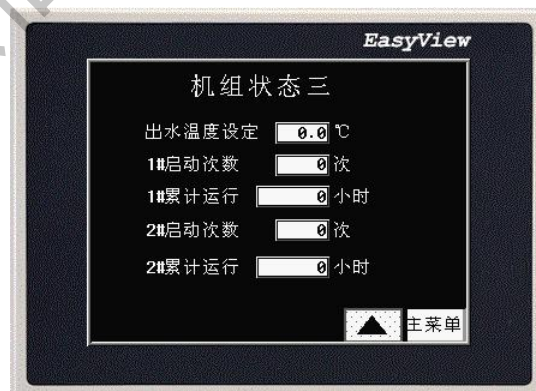 EasyView
机组状态三
出水温度设定 0.0 ℃
1#启动次数 0 次
1#累计运行 0 小时
2#启动次数 0 次
2#累计运行 0 小时
▲ 主菜单